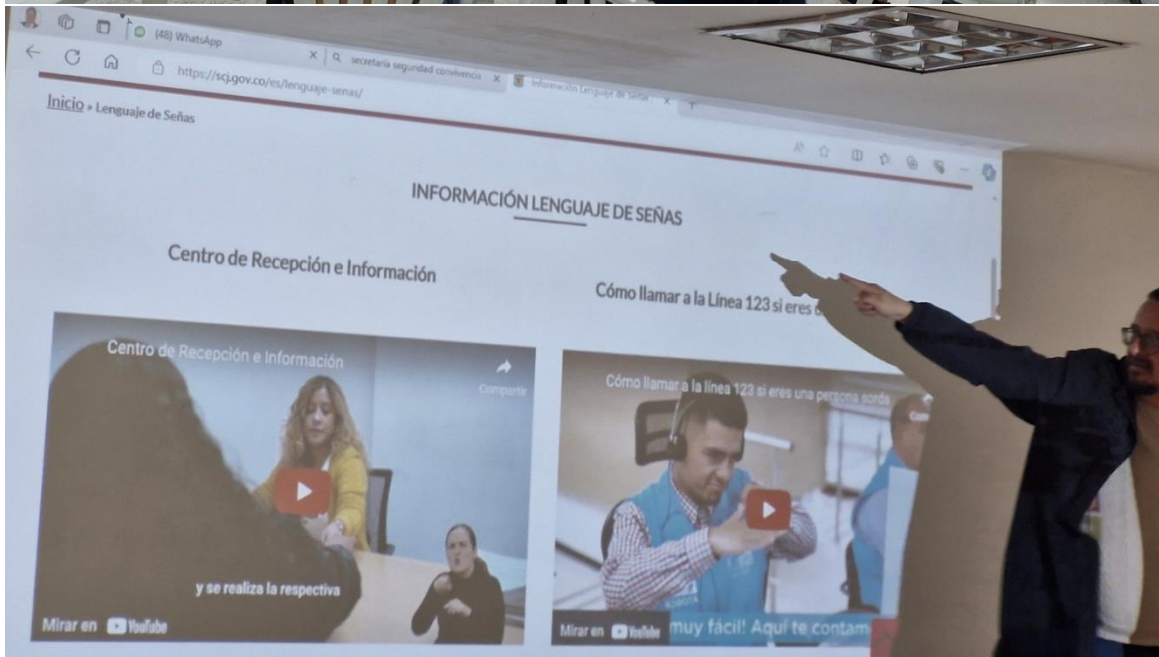 (48) WhatsApp
secretaria seguridad convivencia
Información Lenguaje de Señas
https://scj.gov.co/es/lenguaje-senas/
Inicio » Lenguaje de Señas
INFORMACIÓN LENGUAJE DE SEÑAS
Centro de Recepción e Información
Cómo llamar a la Línea 123 si eres
Centro de Recepción e Información
Compartir
y se realiza la respectiva
Mirar en YouTube
Cómo llamar a la línea 123 si eres una persona sorda
BOGOTÁ
Mirar en YouTube
muy fácil! Aquí te contam